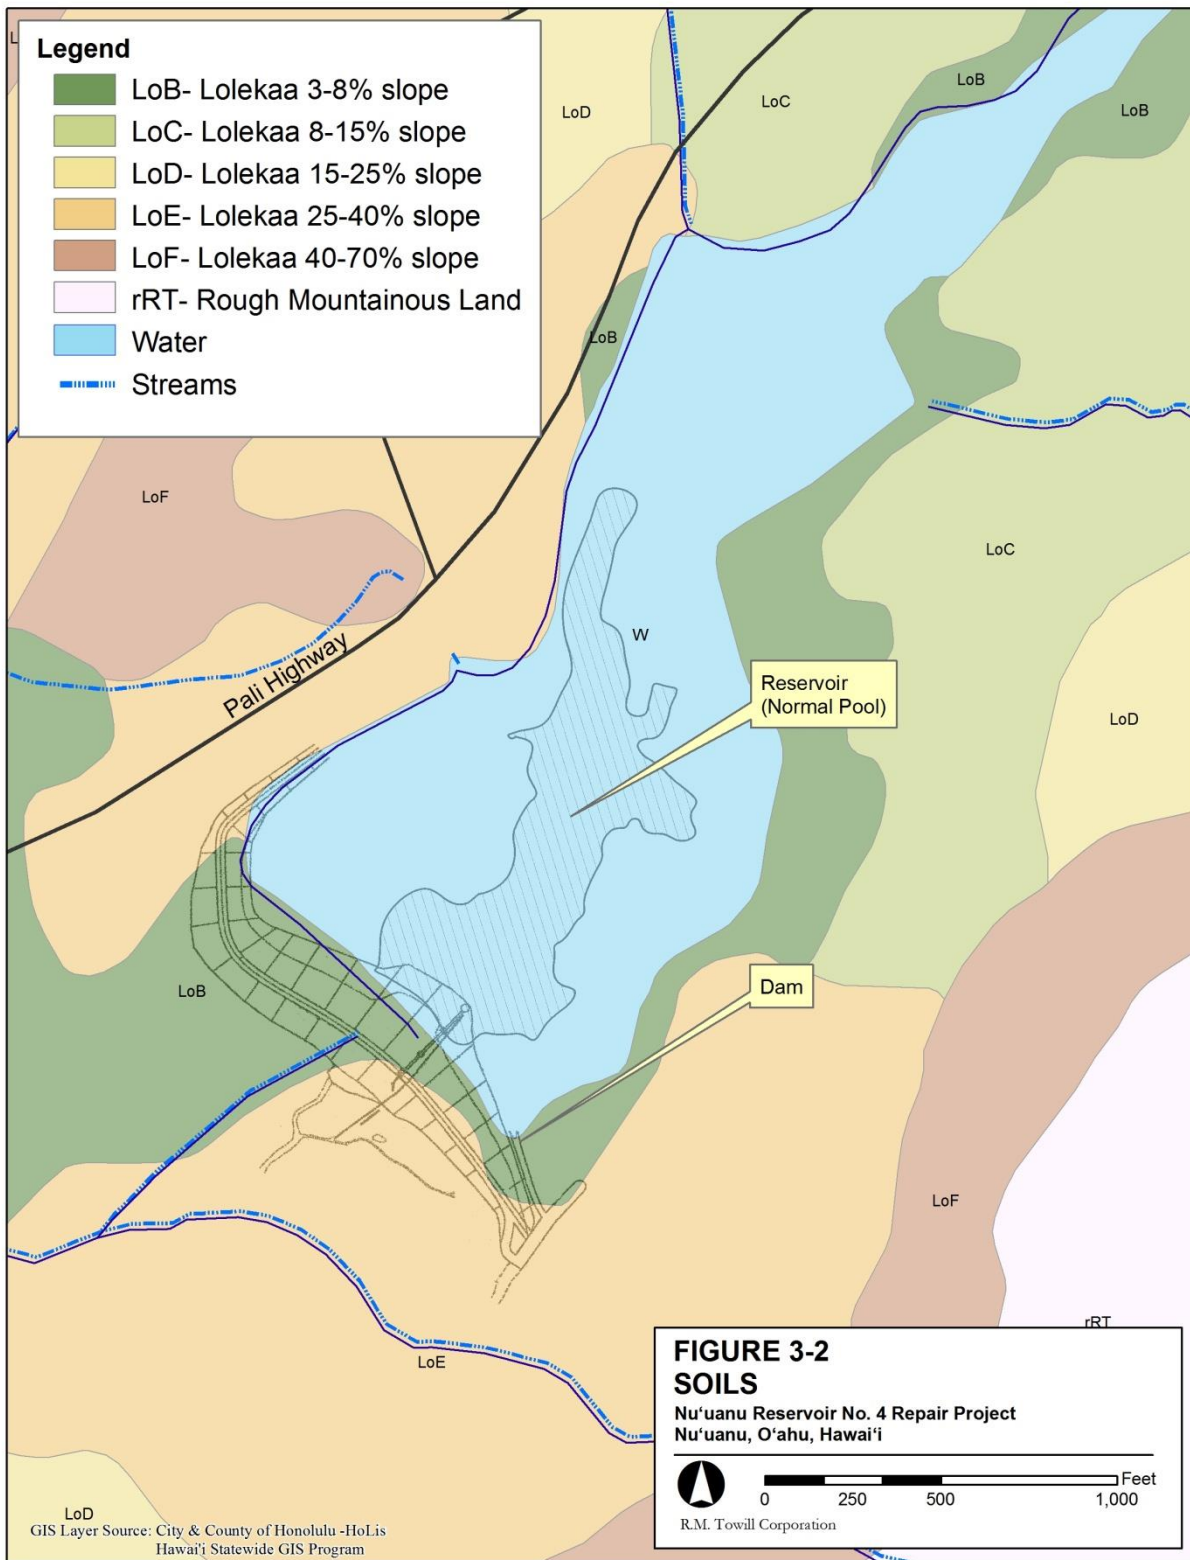 Legend
LoB- Lolekaa 3-8% slope
LoC- Lolekaa 8-15% slope
LoD- Lolekaa 15-25% slope
LoE- Lolekaa 25-40% slope
LoF- Lolekaa 40-70% slope
rRT- Rough Mountainous Land
Water
Streams
LoD
LoC
LoB
LoB
LoB
LoF
LoC
W
Pali Highway
Reservoir
(Normal Pool)
LoD
LoB
Dam
LoF
rRT
LoE
LoD
FIGURE 3-2
SOILS
Nu‘uanu Reservoir No. 4 Repair Project
Nu‘uanu, O‘ahu, Hawai‘i
Feet
0 250 500 1,000
R.M. Towill Corporation
GIS Layer Source: City & County of Honolulu -HoLis
Hawai'i Statewide GIS Program